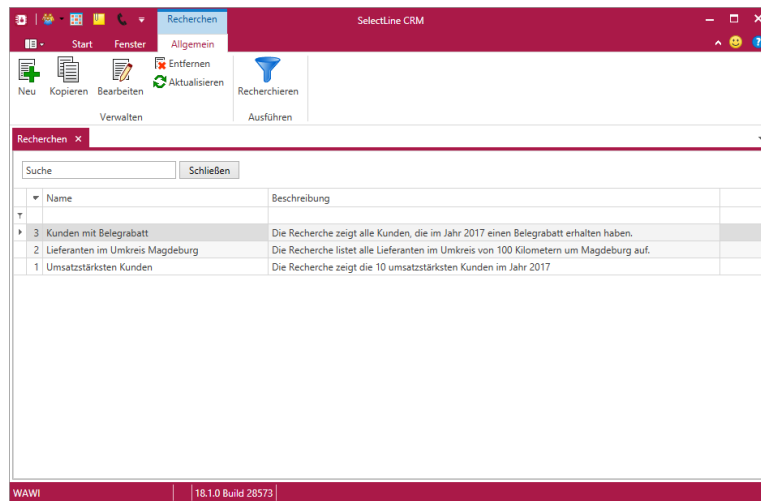 Recherchen
SelectLine CRM
Start Fenster Allgemein
Neu Kopieren Bearbeiten Entfernen Aktualisieren Recherchieren
Verwalten Ausführen
Recherchen
Suche Schließen
Name Beschreibung
3 Kunden mit Belegrabatt Die Recherche zeigt alle Kunden, die im Jahr 2017 einen Belegrabatt erhalten haben.
2 Lieferanten im Umkreis Magdeburg Die Recherche listet alle Lieferanten im Umkreis von 100 Kilometern um Magdeburg auf.
1 Umsatzstärksten Kunden Die Recherche zeigt die 10 umsatzstärksten Kunden im Jahr 2017
WAWI 18.1.0 Build 28573